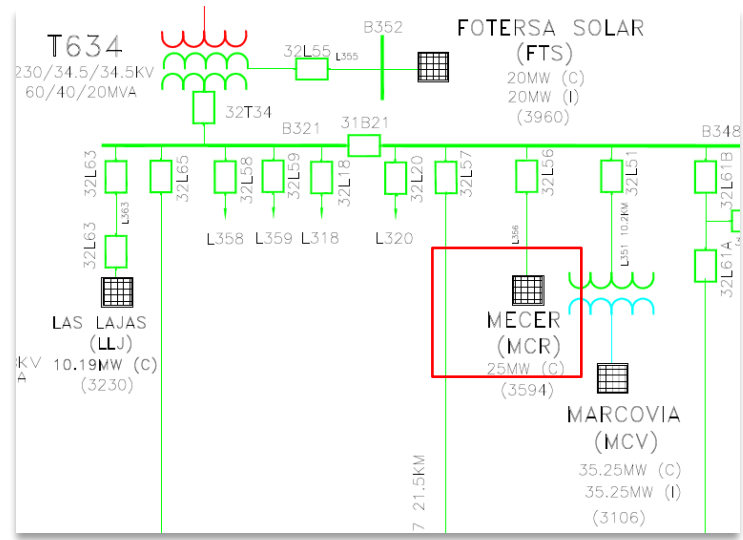 T634
230/34.5/34.5KV
60/40/20MVA
32L55
L355
B352
FOTERSA SOLAR
(FTS)
20MW (C)
20MW (I)
(3960)
32T34
B321
31B21
B348
32L63
32L65
32L58
32L59
32L18
32L20
32L57
32L56
32L51
32L61B
L363
32L63
L358
L359
L318
L320
L356
L351 10.2KM
32L61A
LAS LAJAS
(LLJ)
10.19MW (C)
(3230)
KV
A
MECER
(MCR)
25MW (C)
(3594)
MARCOVIA
(MCV)
35.25MW (C)
35.25MW (I)
(3106)
7 21.5KM